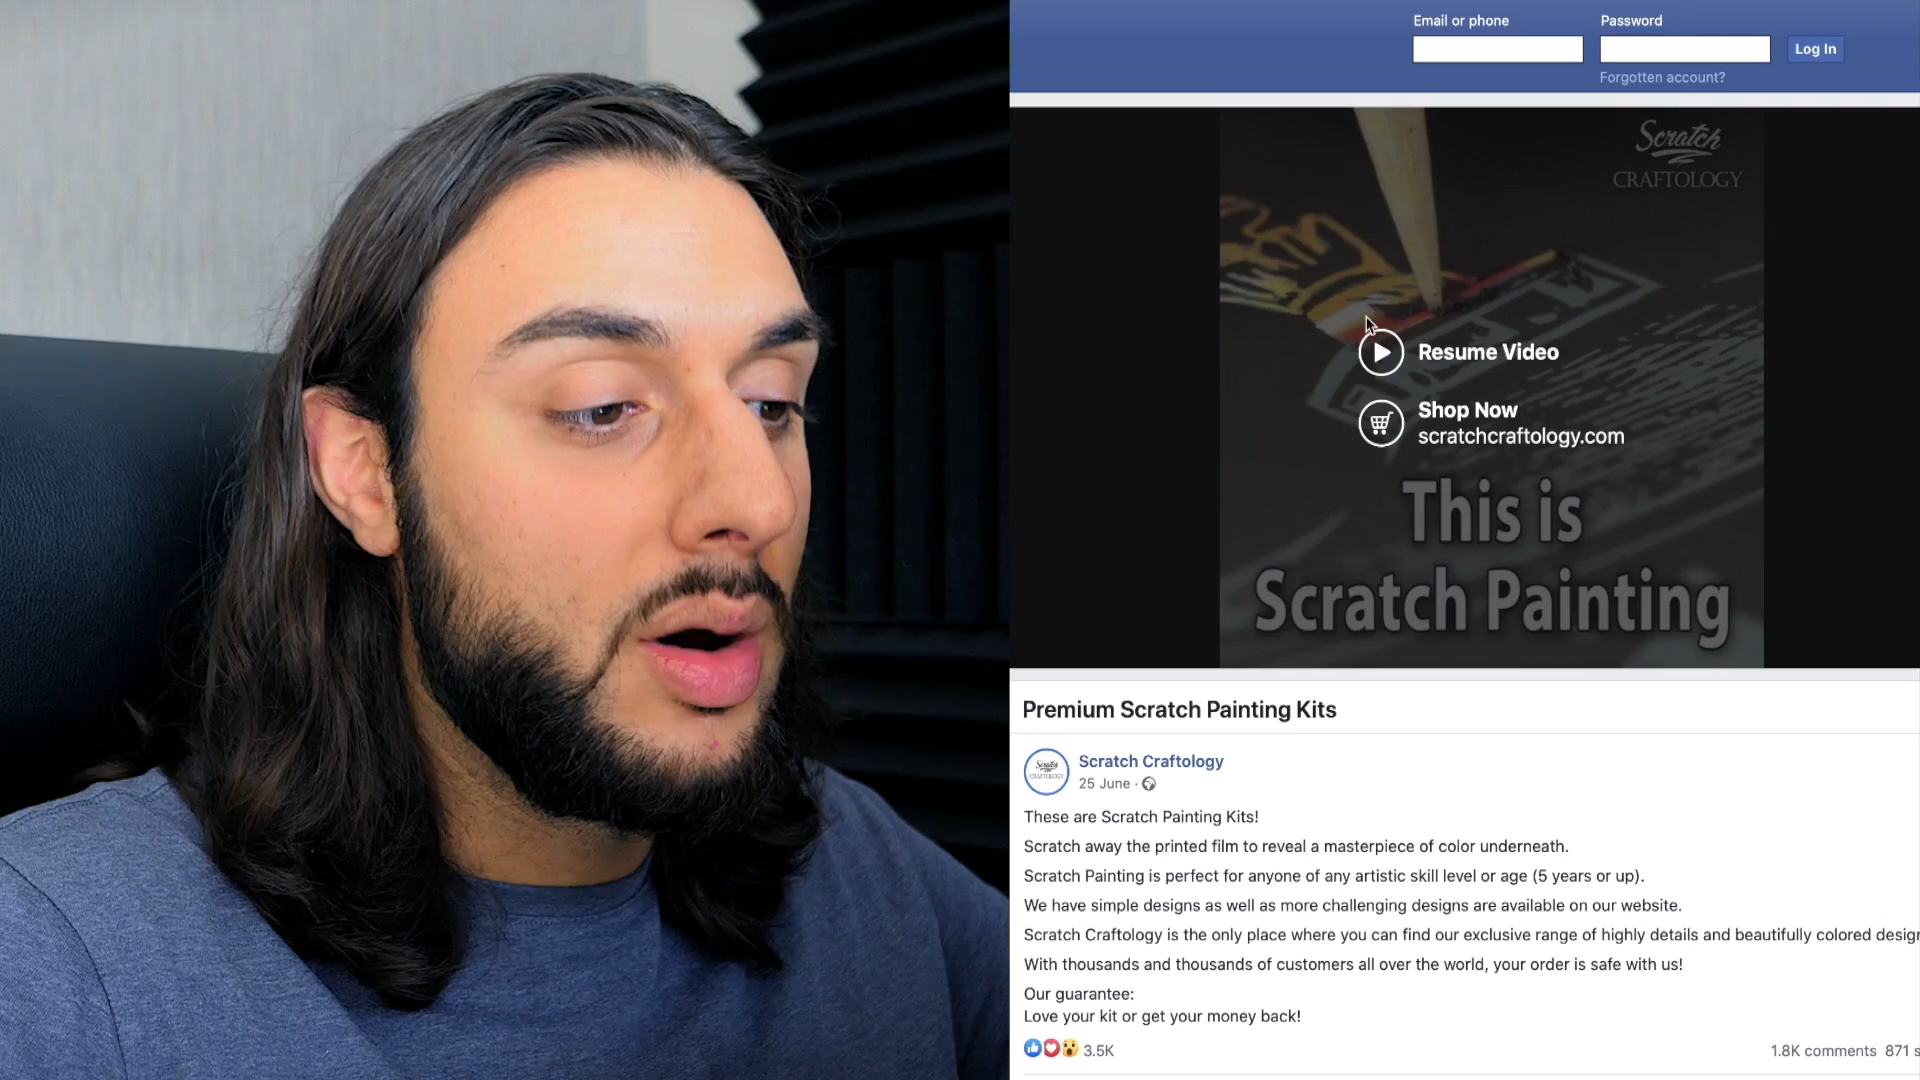 Email or phone
Password
Log In
Forgotten account?
Scratch
CRAFTOLOGY
Resume Video
Shop Now
scratchcraftology.com
This is
Scratch Painting
Premium Scratch Painting Kits
Scratch
CRAFTOLOGY
Scratch Craftology
25 June ·
These are Scratch Painting Kits!
Scratch away the printed film to reveal a masterpiece of color underneath.
Scratch Painting is perfect for anyone of any artistic skill level or age (5 years or up).
We have simple designs as well as more challenging designs are available on our website.
Scratch Craftology is the only place where you can find our exclusive range of highly details and beautifully colored desig
With thousands and thousands of customers all over the world, your order is safe with us!
Our guarantee:
Love your kit or get your money back!
3.5K
1.8K comments 871 s